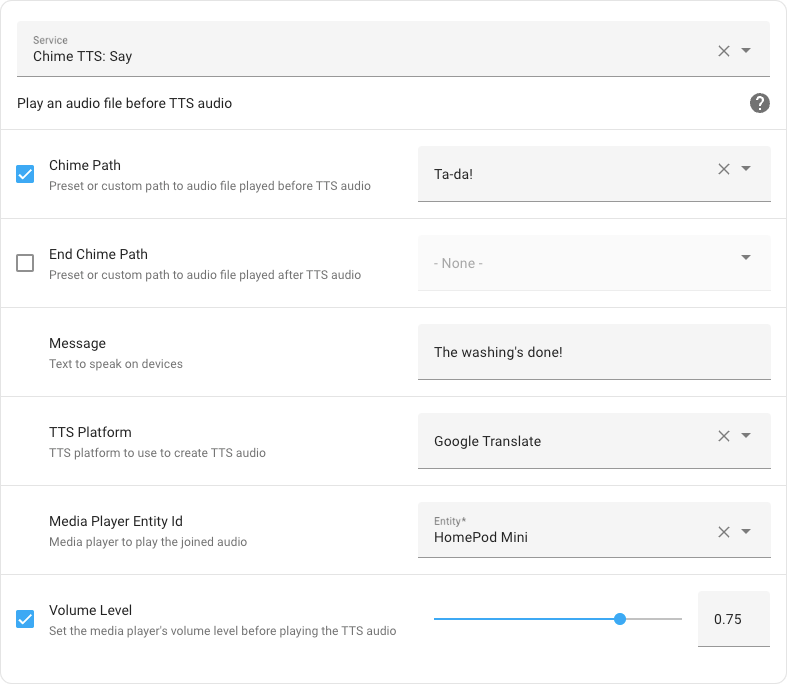 Service
Chime TTS: Say
Play an audio file before TTS audio
?
Chime Path
Preset or custom path to audio file played before TTS audio
Ta-da!
End Chime Path
Preset or custom path to audio file played after TTS audio
- None -
Message
Text to speak on devices
The washing's done!
TTS Platform
TTS platform to use to create TTS audio
Google Translate
Media Player Entity Id
Media player to play the joined audio
Entity*
HomePod Mini
Volume Level
Set the media player's volume level before playing the TTS audio
0.75